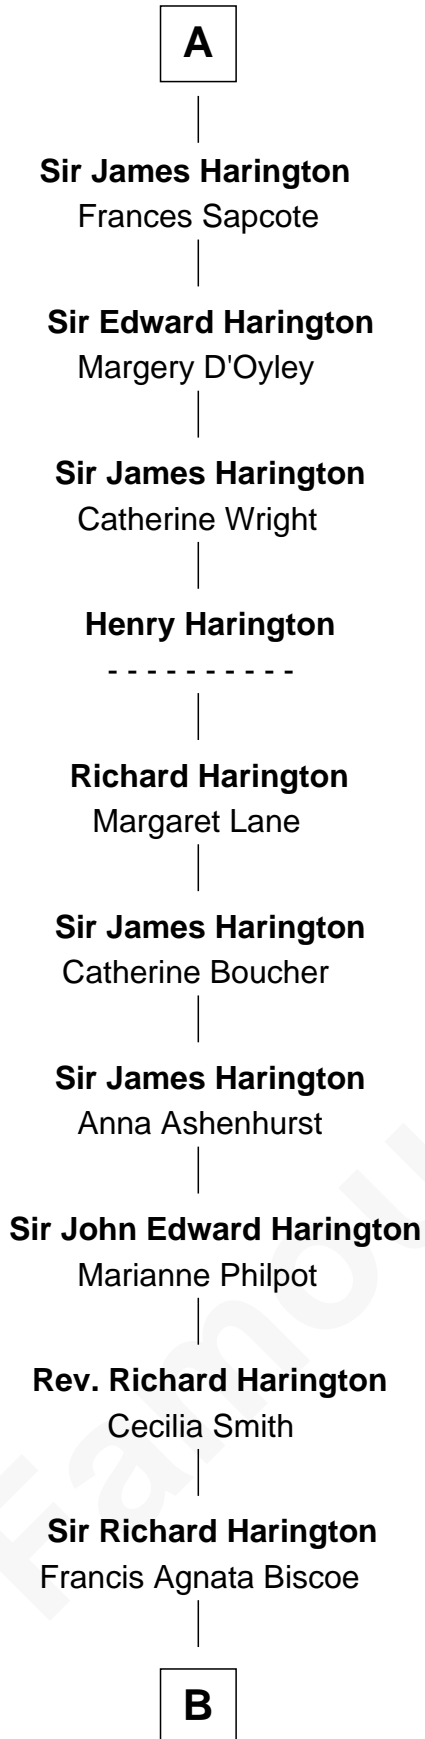 A
Sir James Harington
Frances Sapcote
Sir Edward Harington
Margery D'Oyley
Sir James Harington
Catherine Wright
Henry Harington
- - - - - - - - - -
Richard Harington
Margaret Lane
Sir James Harington
Catherine Boucher
Sir James Harington
Anna Ashenhurst
Sir John Edward Harington
Marianne Philpot
Rev. Richard Harington
Cecilia Smith
Sir Richard Harington
Francis Agnata Biscoe
B
Famou